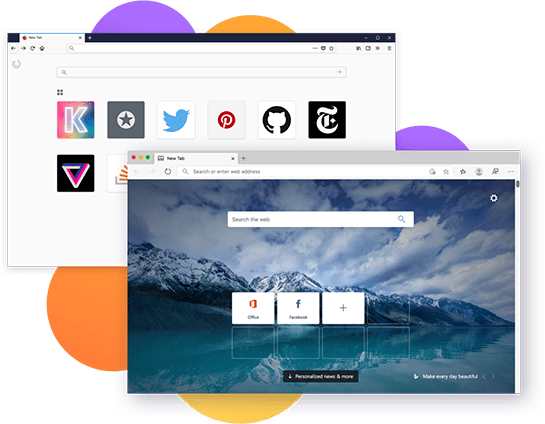 New Tab
K
T
New Tab
Search or enter web address
Search the web
Office
Facebook
Personalized news & more
Make every day beautiful